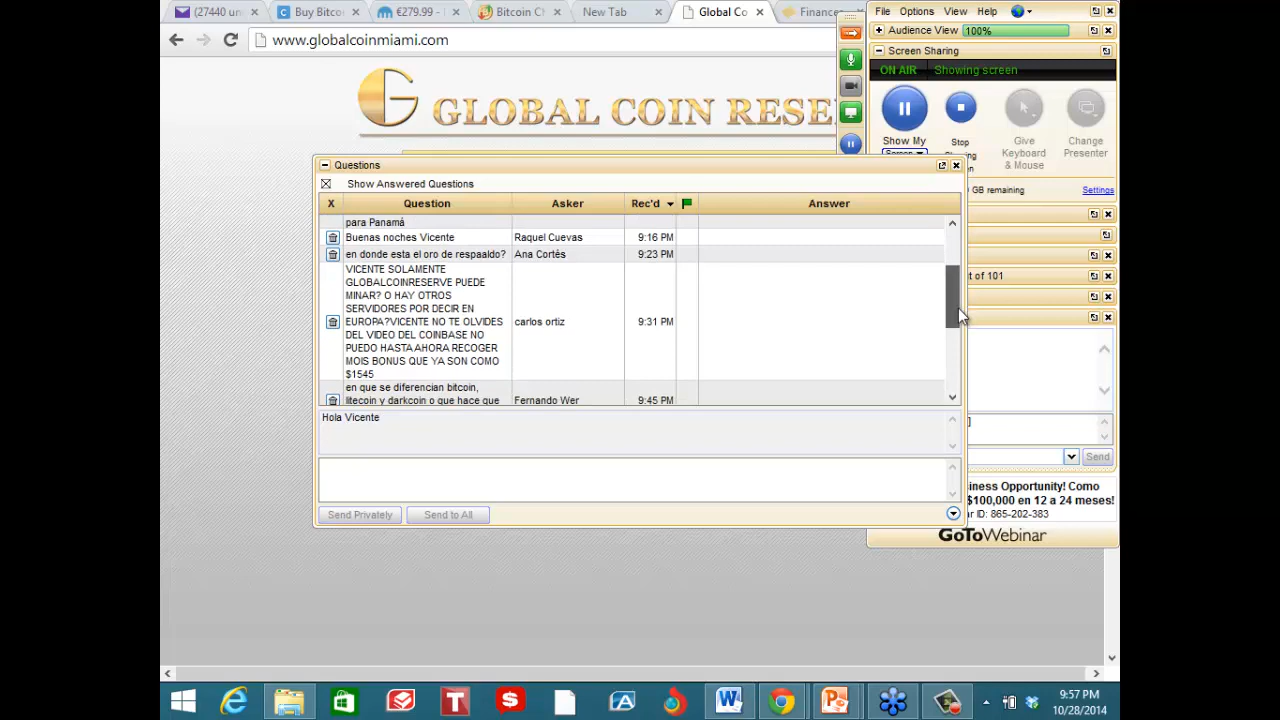 (27440 un
Buy Bitco
€279.99 -
Bitcoin C
New Tab
Global Co
Finance
www.globalcoinmiami.com
G GLOBAL COIN RESE
File Options View Help
Audience View 100%
Screen Sharing
ON AIR Showing screen
Show My
Screen
Stop
Sharing
Give
Keyboard
& Mouse
Change
Presenter
GB remaining Settings
t of 101
Send
iness Opportunity! Como
$100,000 en 12 a 24 meses!
ar ID: 865-202-383
GoToWebinar
Questions
Show Answered Questions
X Question Asker Rec'd Answer
para Panamá
Buenas noches Vicente Raquel Cuevas 9:16 PM
en donde esta el oro de respaaldo? Ana Cortés 9:23 PM
VICENTE SOLAMENTE
GLOBALCOINRESERVE PUEDE
MINAR? O HAY OTROS
SERVIDORES POR DECIR EN
EUROPA?VICENTE NO TE OLVIDES carlos ortiz 9:31 PM
DEL VIDEO DEL COINBASE NO
PUEDO HASTA AHORA RECOGER
MOIS BONUS QUE YA SON COMO
$1545
en que se diferencian bitcoin,
litecoin y darkcoin o que hace que Fernando Wer 9:45 PM
Hola Vicente
Send Privately Send to All
9:57 PM
10/28/2014